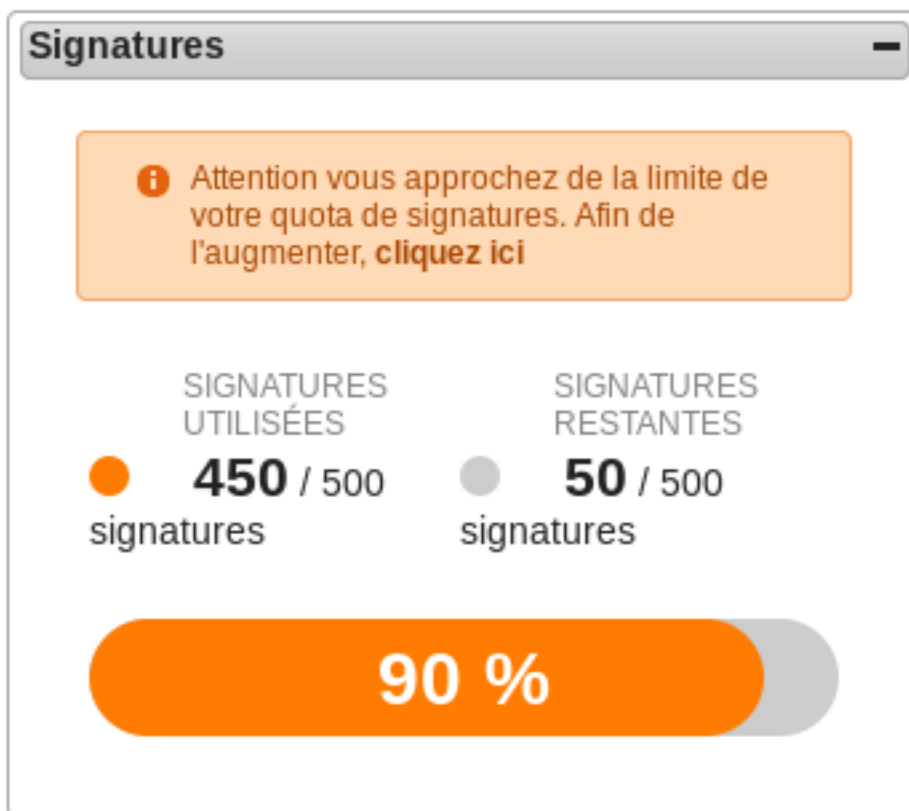 Signatures
Attention vous approchez de la limite de
votre quota de signatures. Afin de
l'augmenter, cliquez ici
SIGNATURES
UTILISÉES
450 / 500
signatures
SIGNATURES
RESTANTES
50 / 500
signatures
90 %